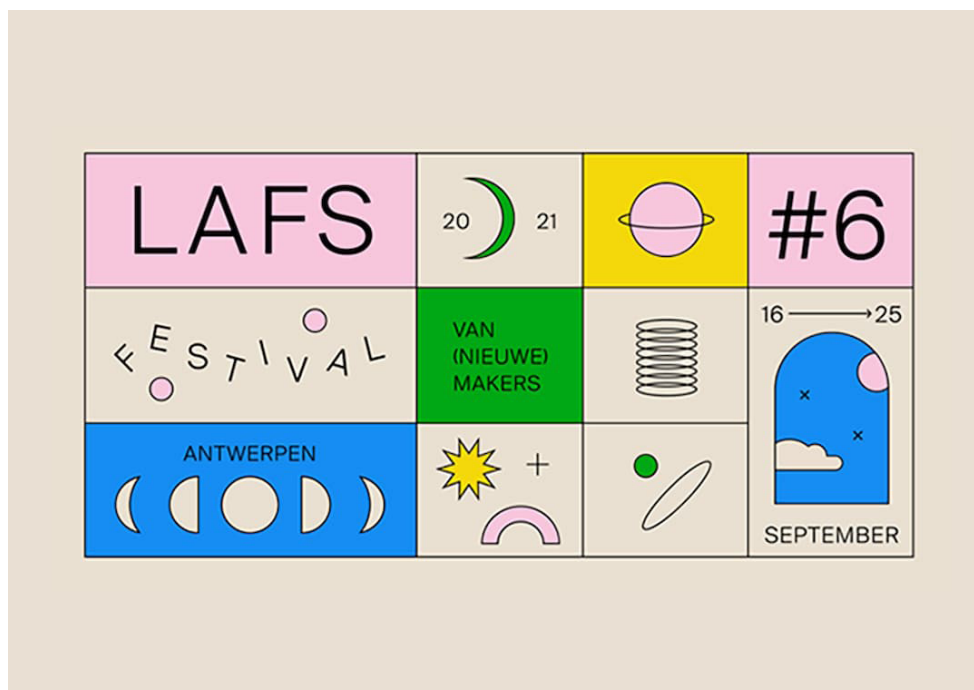 LAFS
20 21
#6
FESTIVAL
VAN
(NIEUWE)
MAKERS
16 25
ANTWERPEN
SEPTEMBER